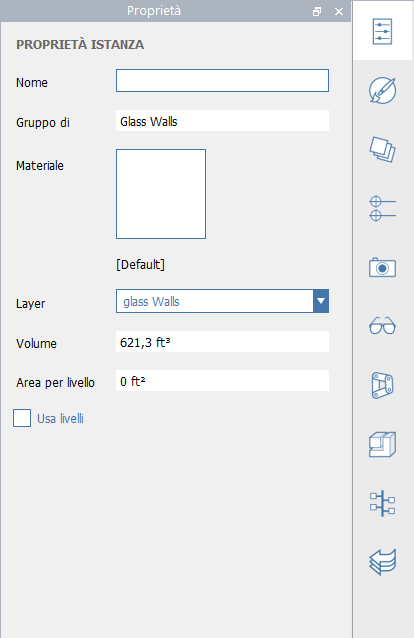 Proprietà
PROPRIETÀ ISTANZA
Nome
Gruppo di Glass Walls
Materiale
[Default]
Layer glass Walls
Volume 621,3 ft³
Area per livello 0 ft²
Usa livelli